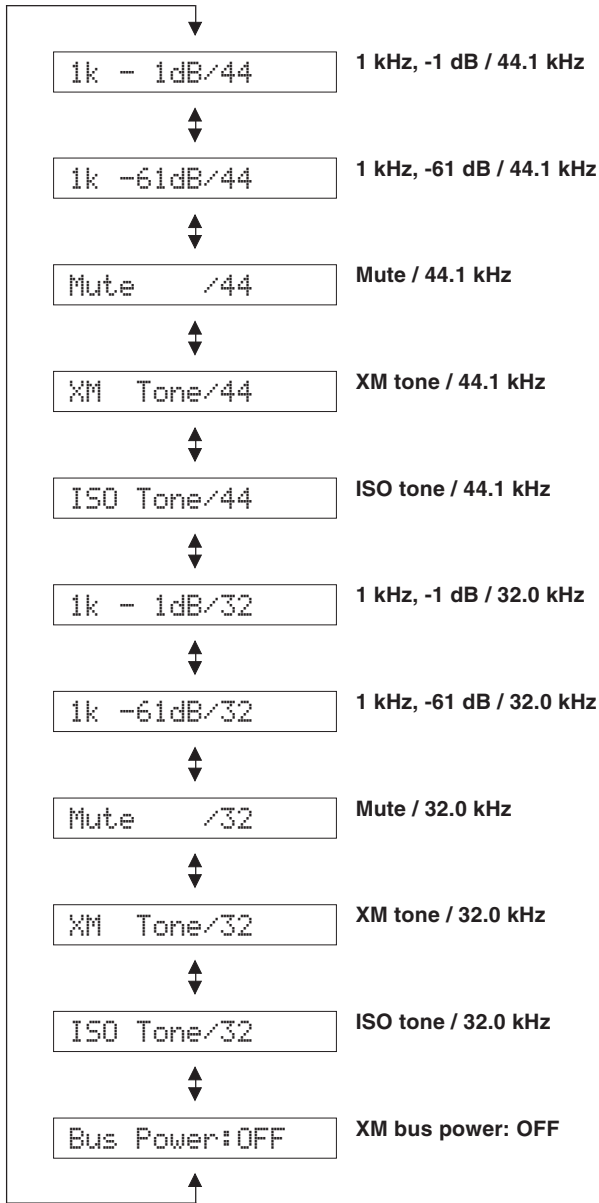 1k - 1dB/44 1 kHz, -1 dB / 44.1 kHz
1k -61dB/44 1 kHz, -61 dB / 44.1 kHz
Mute /44 Mute / 44.1 kHz
XM Tone/44 XM tone / 44.1 kHz
ISO Tone/44 ISO tone / 44.1 kHz
1k - 1dB/32 1 kHz, -1 dB / 32.0 kHz
1k -61dB/32 1 kHz, -61 dB / 32.0 kHz
Mute /32 Mute / 32.0 kHz
XM Tone/32 XM tone / 32.0 kHz
ISO Tone/32 ISO tone / 32.0 kHz
Bus Power:OFF XM bus power: OFF